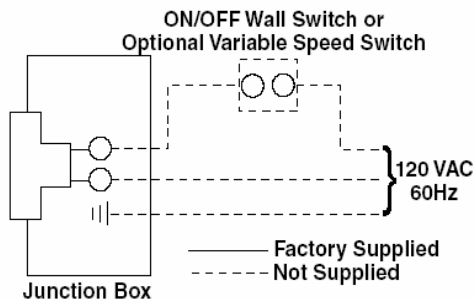 ON/OFF Wall Switch or
Optional Variable Speed Switch
120 VAC
60Hz
Factory Supplied
Not Supplied
Junction Box